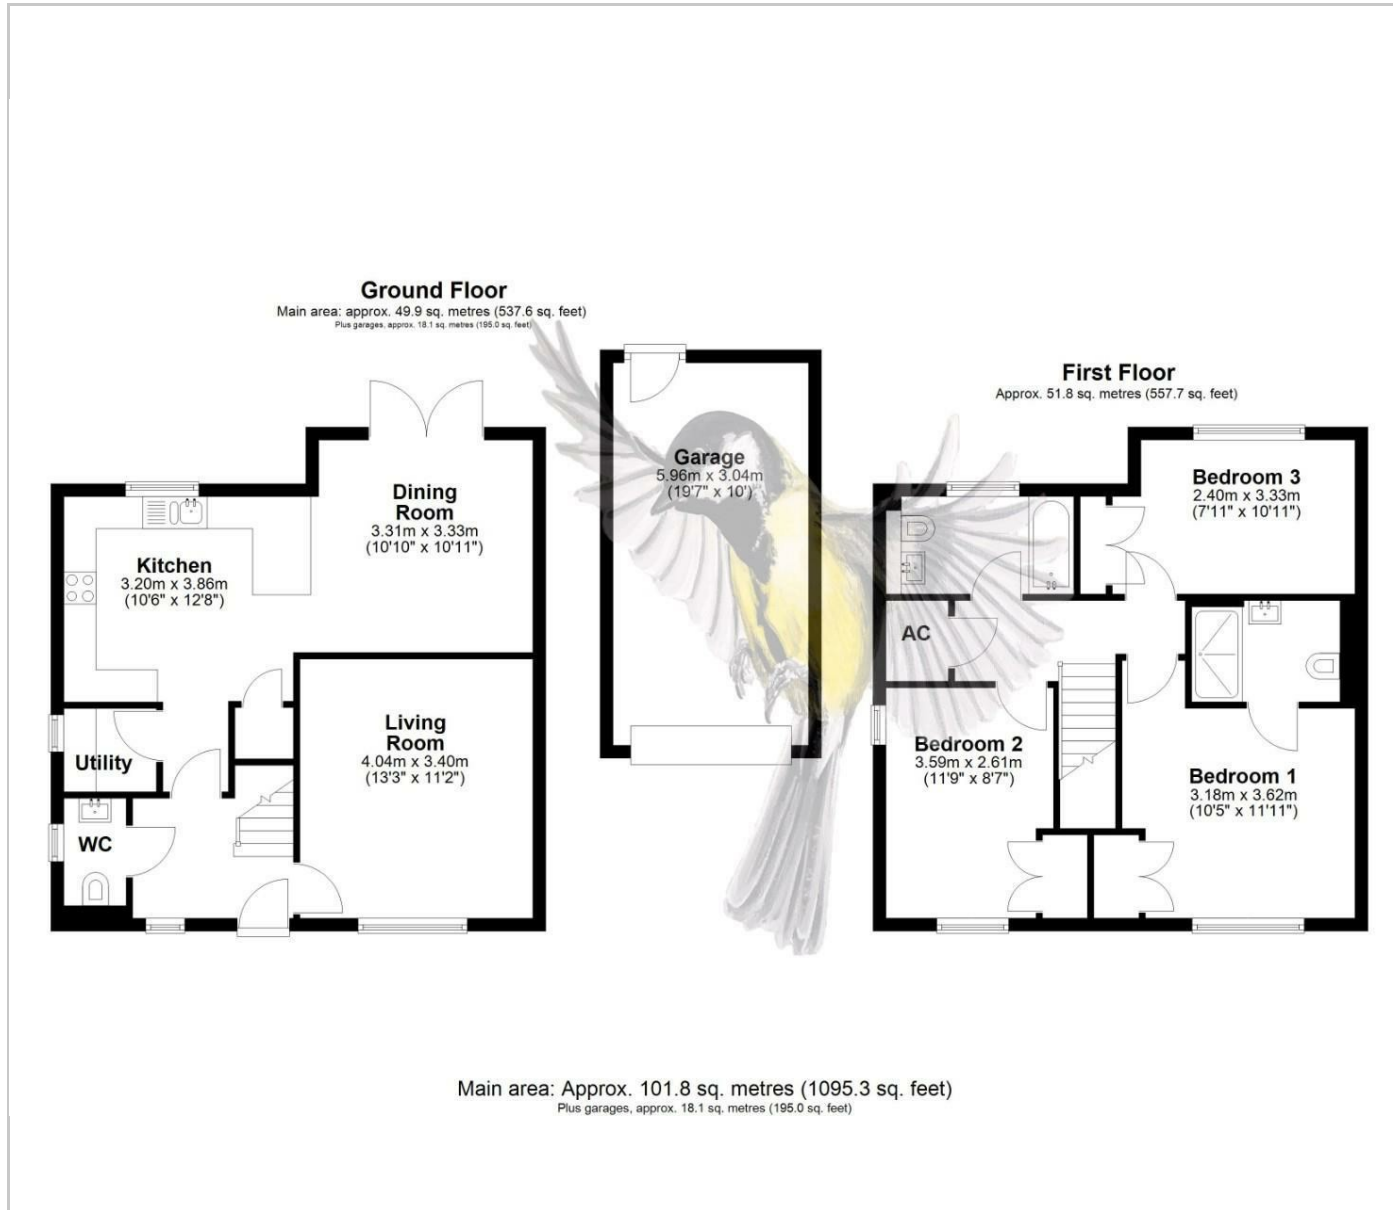 Ground Floor
Main area: approx. 49.9 sq. metres (537.6 sq. feet)
Plus garages, approx. 18.1 sq. metres (195.0 sq. feet)
Dining
Room
3.31m x 3.33m
(10'10" x 10'11")
Kitchen
3.20m x 3.86m
(10'6" x 12'8")
Living
Room
4.04m x 3.40m
(13'3" x 11'2")
Utility
WC
Garage
5.96m x 3.04m
(19'7" x 10')
First Floor
Approx. 51.8 sq. metres (557.7 sq. feet)
Bedroom 3
2.40m x 3.33m
(7'11" x 10'11")
AC
Bedroom 2
3.59m x 2.61m
(11'9" x 8'7")
Bedroom 1
3.18m x 3.62m
(10'5" x 11'11")
Main area: Approx. 101.8 sq. metres (1095.3 sq. feet)
Plus garages, approx. 18.1 sq. metres (195.0 sq. feet)